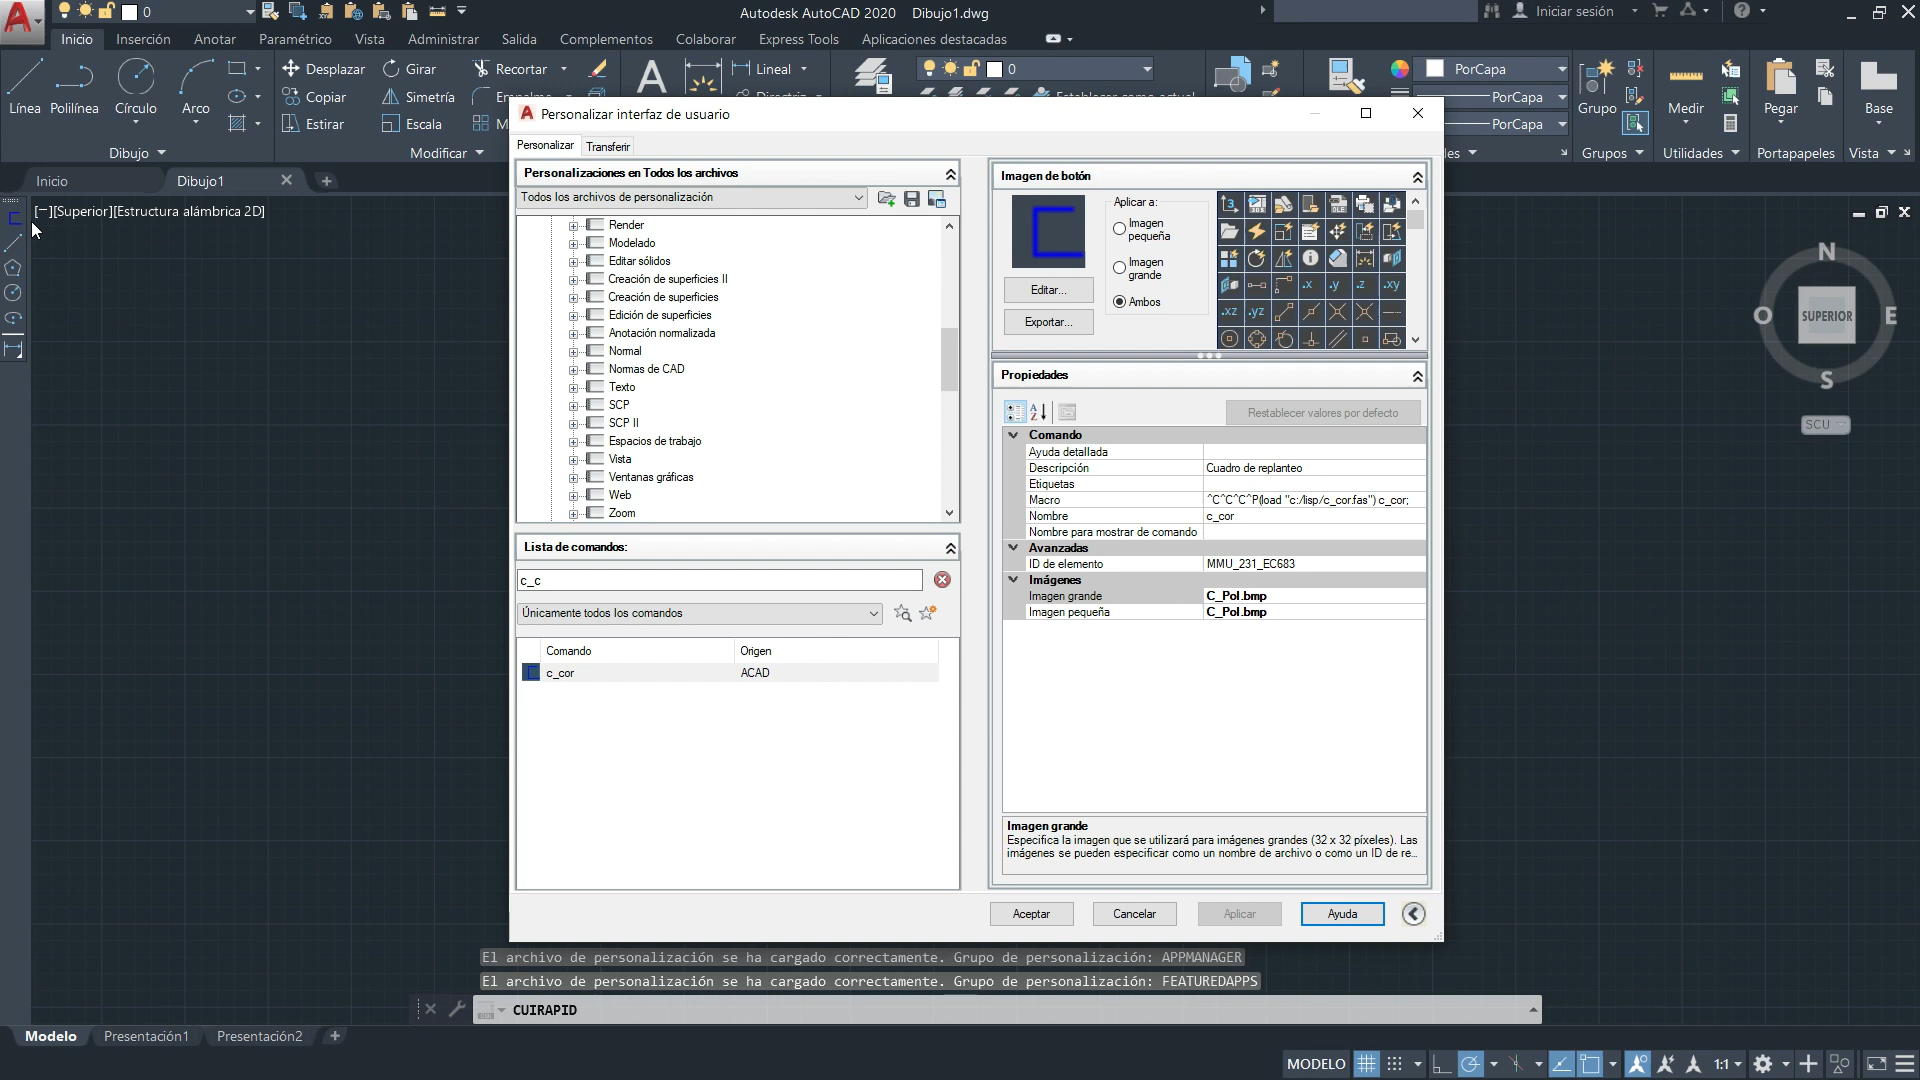 0
Autodesk AutoCAD 2020 Dibujo1.dwg
Iniciar sesión
Inicio Inserción Anotar Paramétrico Vista Administrar Salida Complementos Colaborar Express Tools Aplicaciones destacadas
Línea Polilínea Círculo Arco
Desplazar Girar Recortar
Copiar Simetría
Estirar Escala
Dibujo Modificar
A Lineal
0
PorCapa
PorCapa
PorCapa
Grupo Medir Pegar Base
Grupos Utilidades Portapapeles Vista
Inicio Dibujo1
[−][Superior][Estructura alámbrica 2D]
N
O SUPERIOR E
S
SCU
Personalizar interfaz de usuario
Personalizar Transferir
Personalizaciones en Todos los archivos
Todos los archivos de personalización
Render
Modelado
Editar sólidos
Creación de superficies II
Creación de superficies
Edición de superficies
Anotación normalizada
Normal
Normas de CAD
Texto
SCP
SCP II
Espacios de trabajo
Vista
Ventanas gráficas
Web
Zoom
Lista de comandos:
c_c
Únicamente todos los comandos
Comando Origen
c_cor ACAD
Imagen de botón
Aplicar a:
Imagen pequeña
Imagen grande
Ambos
Editar...
Exportar...
.x .y .z .xy
.xz .yz
Propiedades
Restablecer valores por defecto
Comando
Ayuda detallada
Descripción Cuadro de replanteo
Etiquetas
Macro ^C^C^C^P(load "c:/lisp/c_cor.fas") c_cor;
Nombre c_cor
Nombre para mostrar de comando
Avanzadas
ID de elemento MMU_231_EC683
Imágenes
Imagen grande C_Pol.bmp
Imagen pequeña C_Pol.bmp
Imagen grande
Especifica la imagen que se utilizará para imágenes grandes (32 x 32 píxeles). Las
imágenes se pueden especificar como un nombre de archivo o como un ID de re...
Aceptar Cancelar Aplicar Ayuda
El archivo de personalización se ha cargado correctamente. Grupo de personalización: APPMANAGER
El archivo de personalización se ha cargado correctamente. Grupo de personalización: FEATUREDAPPS
CUIRAPID
Modelo Presentación1 Presentación2
MODELO 1:1